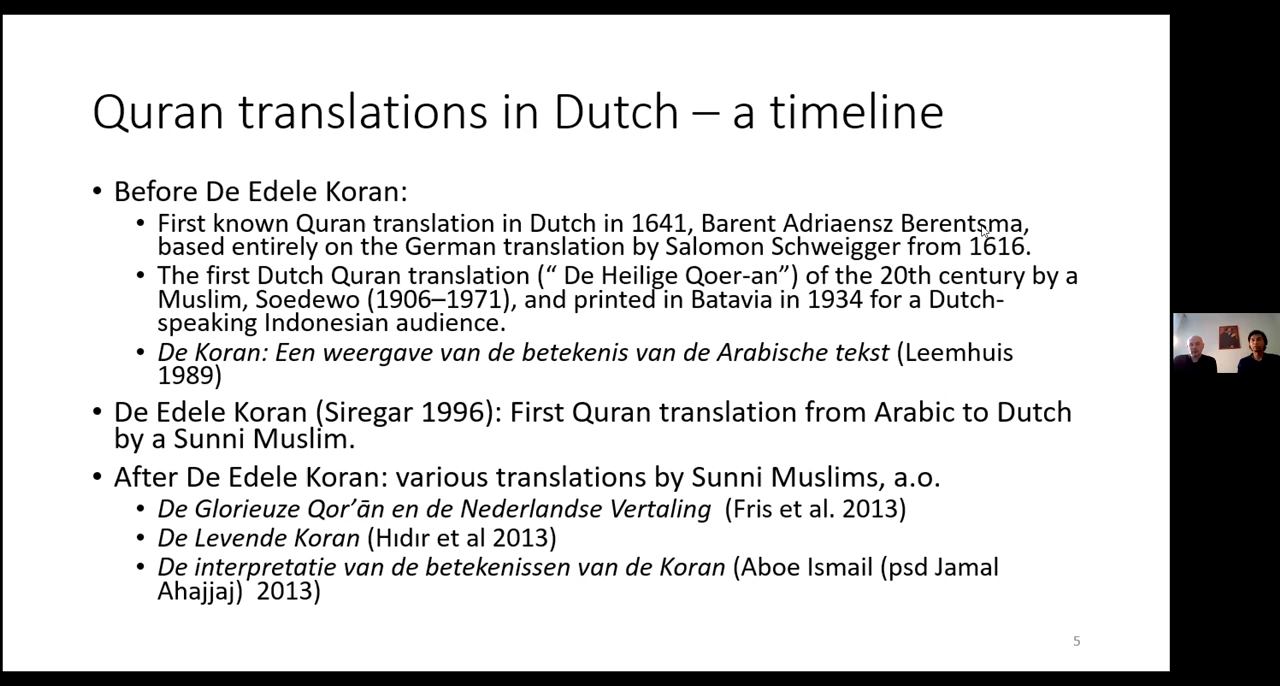 Quran translations in Dutch – a timeline
• Before De Edele Koran:
• First known Quran translation in Dutch in 1641, Barent Adriaensz Berentsma,
based entirely on the German translation by Salomon Schweigger from 1616.
• The first Dutch Quran translation (“ De Heilige Qoer-an”) of the 20th century by a
Muslim, Soedewo (1906–1971), and printed in Batavia in 1934 for a Dutch-
speaking Indonesian audience.
• De Koran: Een weergave van de betekenis van de Arabische tekst (Leemhuis
1989)
• De Edele Koran (Siregar 1996): First Quran translation from Arabic to Dutch
by a Sunni Muslim.
• After De Edele Koran: various translations by Sunni Muslims, a.o.
• De Glorieuze Qor’ān en de Nederlandse Vertaling (Fris et al. 2013)
• De Levende Koran (Hıdır et al 2013)
• De interpretatie van de betekenissen van de Koran (Aboe Ismail (psd Jamal
Ahajjaj) 2013)
5